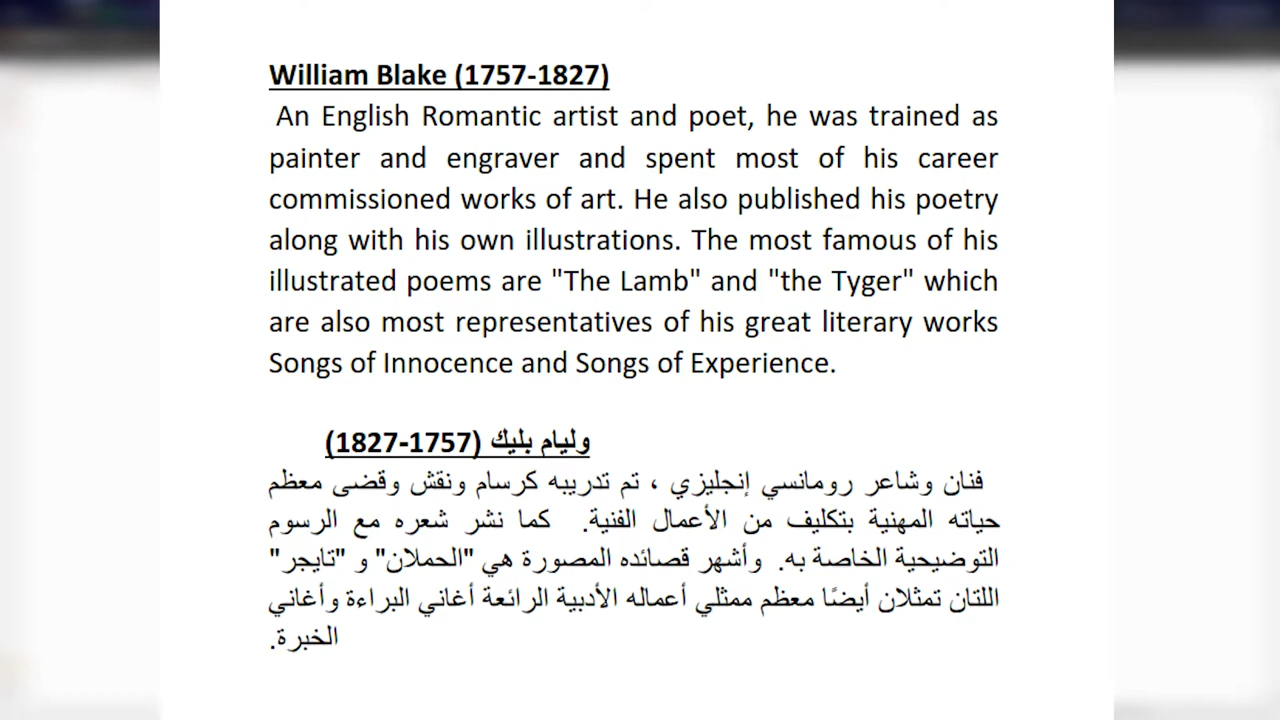 William Blake (1757-1827)
An English Romantic artist and poet, he was trained as
painter and engraver and spent most of his career
commissioned works of art. He also published his poetry
along with his own illustrations. The most famous of his
illustrated poems are "The Lamb" and "the Tyger" which
are also most representatives of his great literary works
Songs of Innocence and Songs of Experience.
وليام بليك (1757-1827)
فنان وشاعر رومانسي إنجليزي ، تم تدريبه كرسام ونقش وقضى معظم
حياته المهنية بتكليف من الأعمال الفنية. كما نشر شعره مع الرسوم
التوضيحية الخاصة به. وأشهر قصائده المصورة هي "الحملان" و "تايجر"
اللتان تمثلان أيضًا معظم ممثلي أعماله الأدبية الرائعة أغاني البراءة وأغاني
الخبرة.